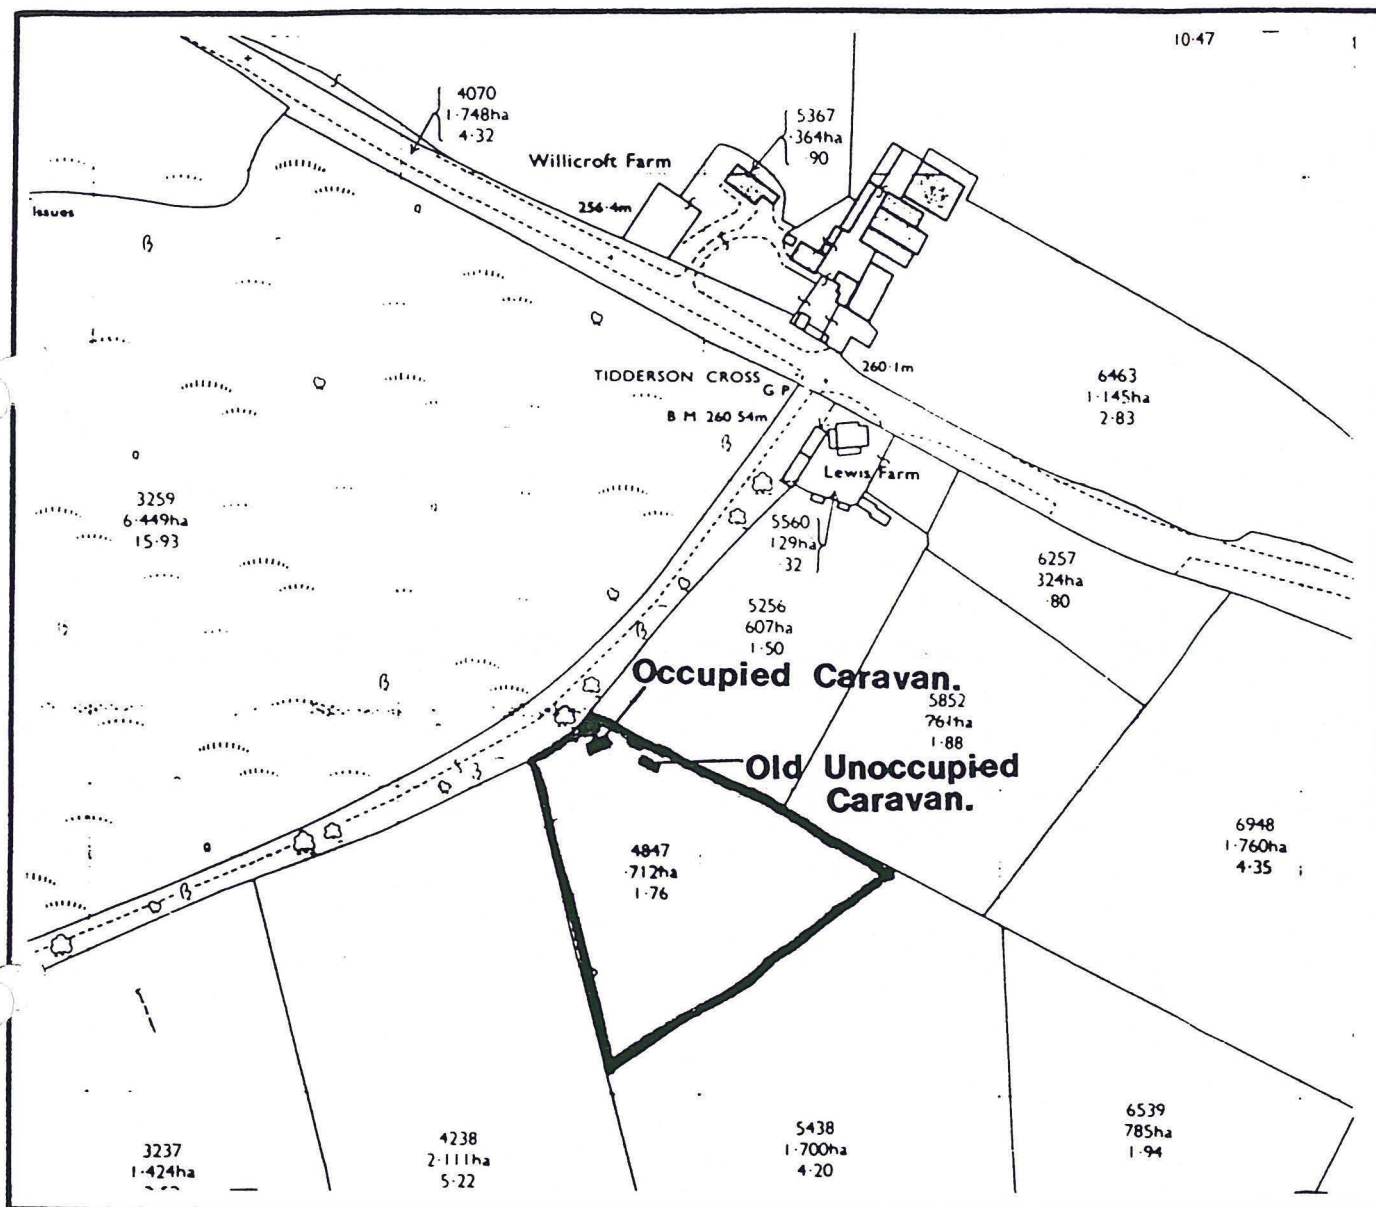 10·47
4070
1·748ha
4·32
5367
·364ha
·90
Willicroft Farm
256·4m
Issues
260·1m
TIDDERSON CROSS
G P
B M 260 54m
6463
1·145ha
2·83
Lewis Farm
3259
6·449ha
15·93
5560
129ha
·32
6257
324ha
·80
5256
607ha
1·50
Occupied Caravan.
5852
761ha
1·88
Old Unoccupied
Caravan.
4847
·712ha
1·76
6948
1·760ha
4·35
3237
1·424ha
4238
2·111ha
5·22
5438
1·700ha
4·20
6539
785ha
1·94